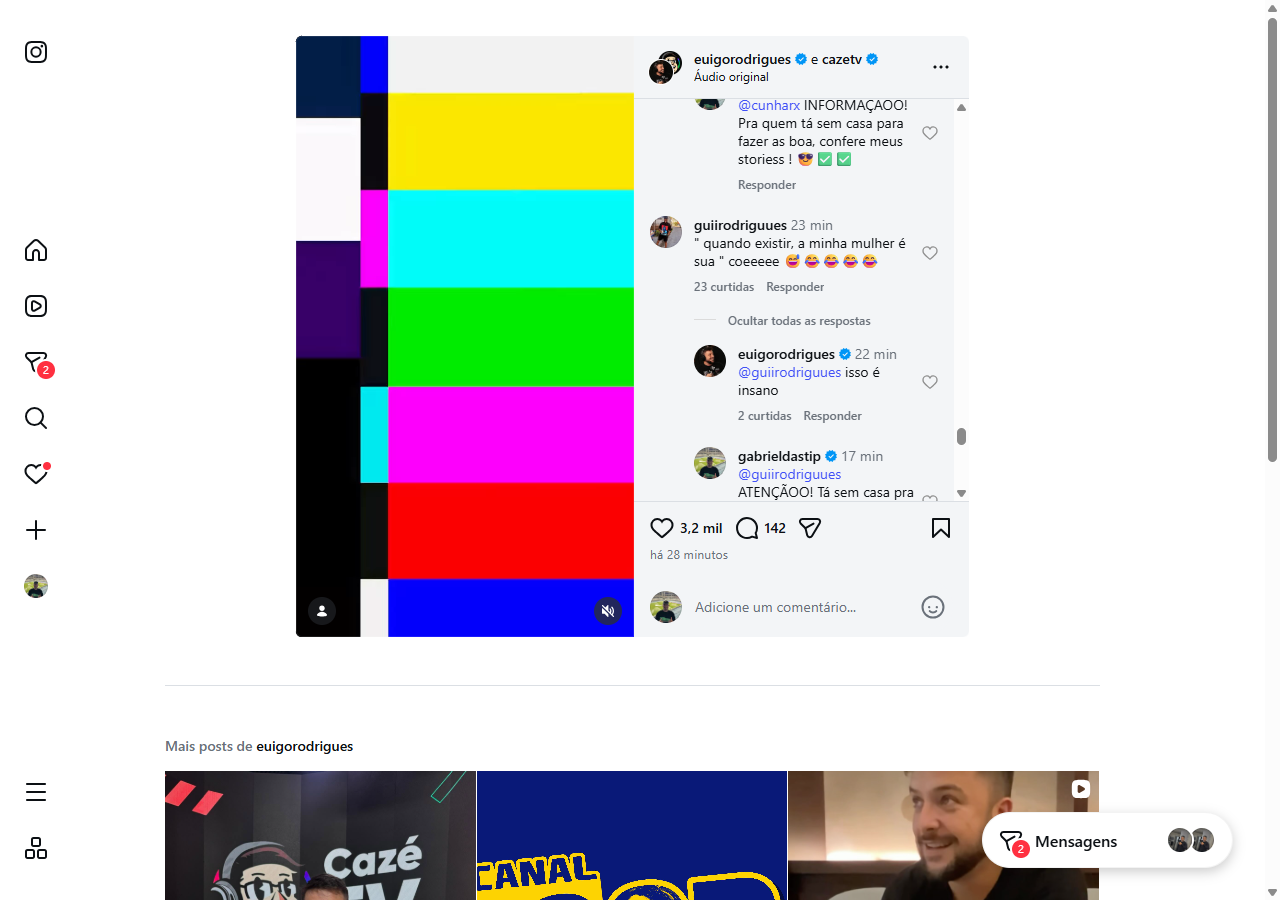 euigorodrigues e cazetv
Áudio original
@cunharx INFORMAÇAOO!
Pra quem tá sem casa para
fazer as boa, confere meus
storiess ! 😎 ✅ ✅
Responder
guiirodriguues 23 min
" quando existir, a minha mulher é
sua " coeeeee 😅 😂 😂 😂 😂
23 curtidas Responder
Ocultar todas as respostas
euigorodrigues 22 min
@guiirodriguues isso é
insano
2 curtidas Responder
gabrieldastip 17 min
@guiirodriguues
ATENÇÃOO! Tá sem casa pra
3,2 mil 142
há 28 minutos
Adicione um comentário...
2
Mais posts de euigorodrigues
Cazé
TV
CANAL
2 Mensagens